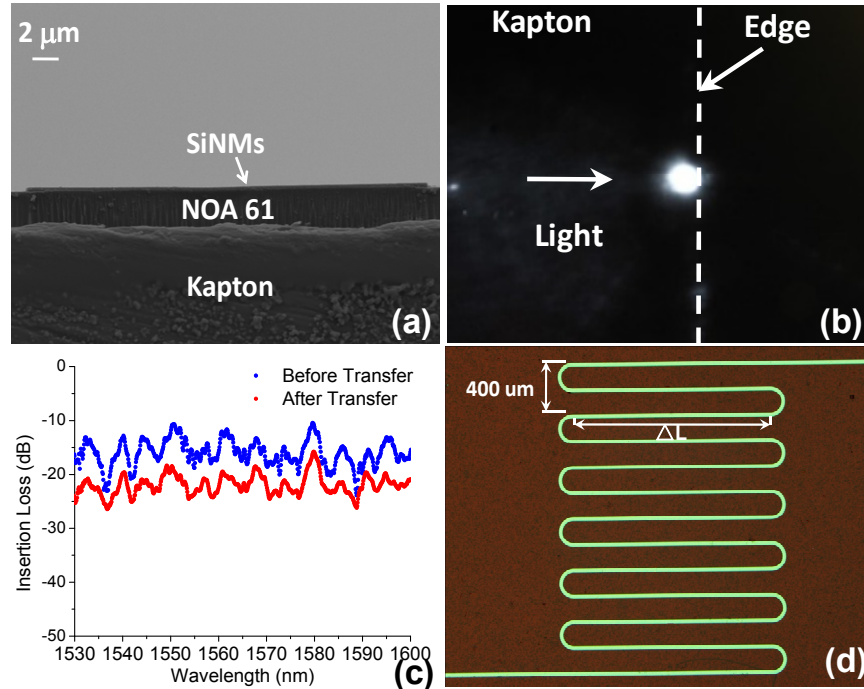 2 μm
SiNMs
NOA 61
Kapton
(a)
Kapton
Edge
Light
(b)
0
-10
-20
-30
-40
-50
Insertion Loss (dB)
Before Transfer
After Transfer
1530 1540 1550 1560 1570 1580 1590 1600
Wavelength (nm)
(c)
400 um
△L
(d)